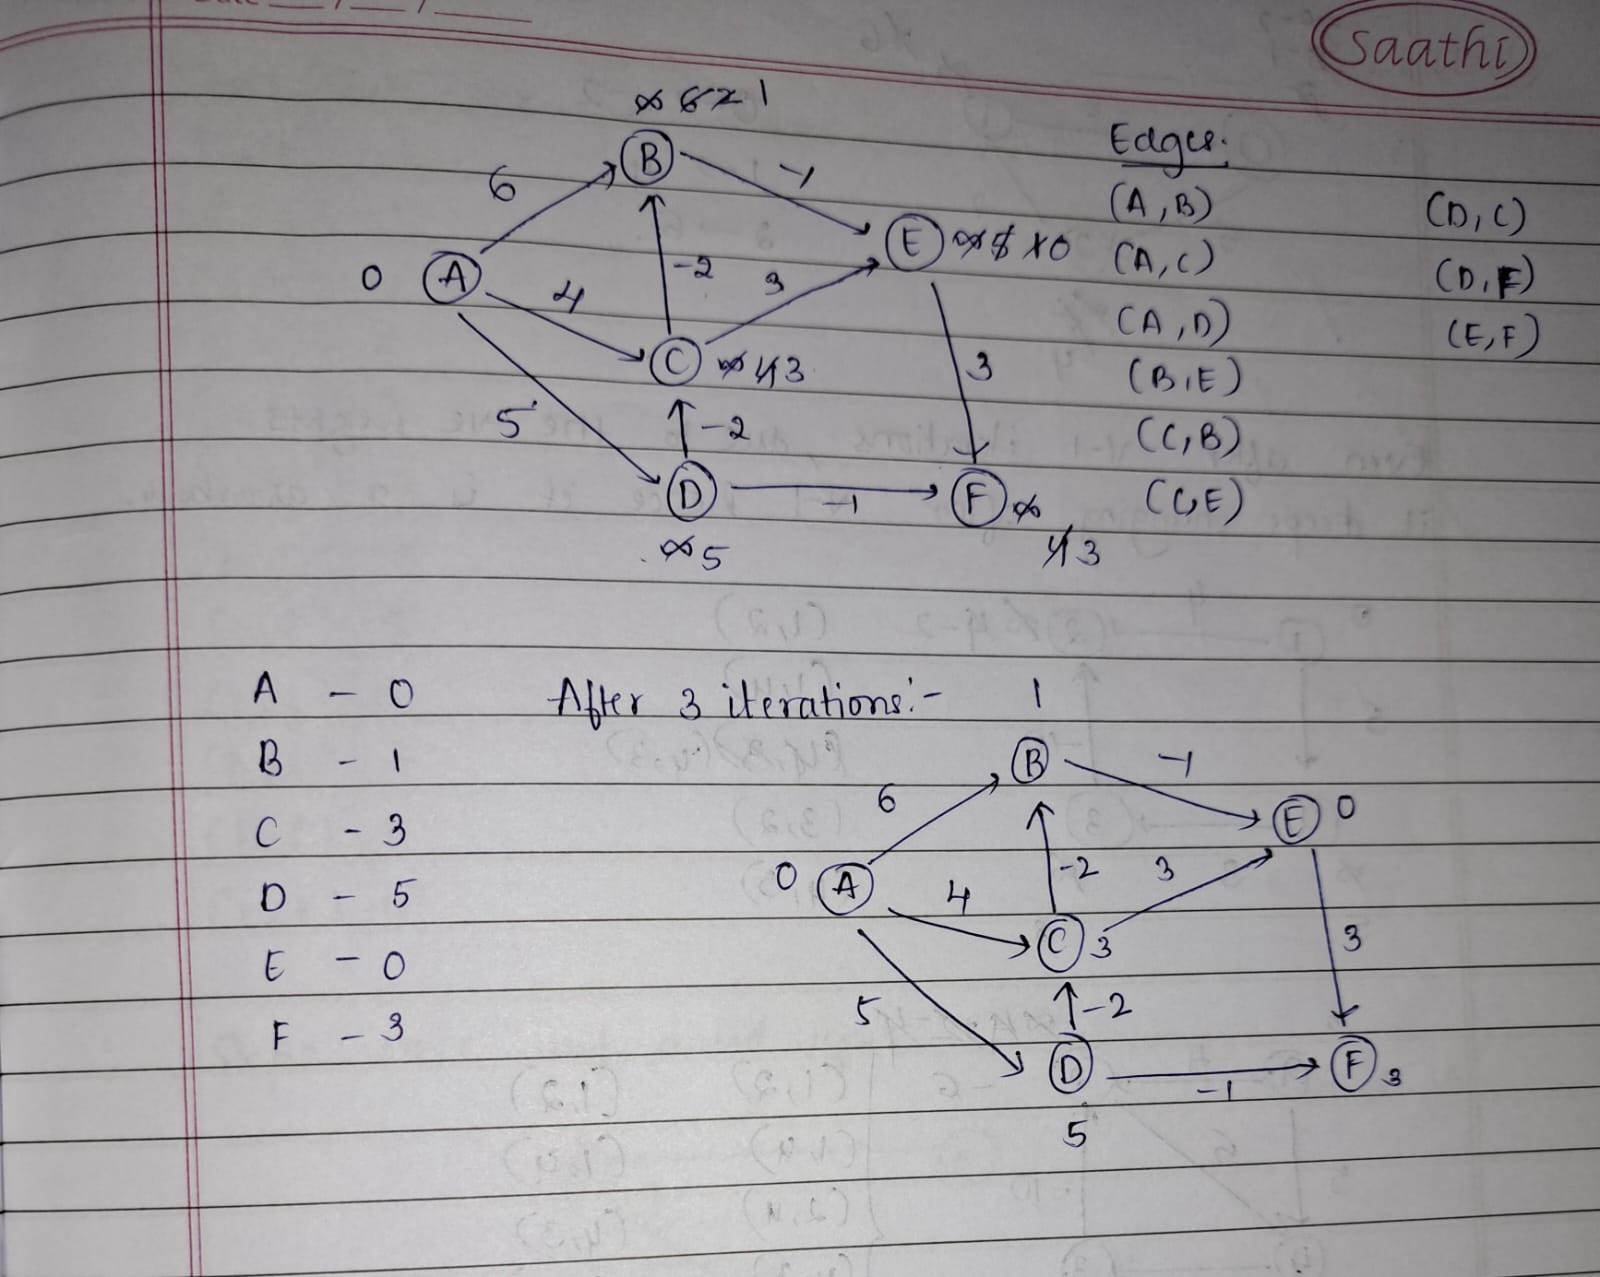 Saathi
∞ 6 2 1
B
Edges:
6
-1
(A,B)
(D,C)
E ∞ 5 1 0
0 A
-2
3
(A,C)
(D,F)
4
(A,D)
(E,F)
C ∞ 4 3
3
(B,E)
5
-2
(C,B)
D
-1
F ∞
(C,E)
∞ 5
4 3
A - 0
After 3 iterations:-
1
B - 1
B
-1
6
E 0
C - 3
-2
3
0 A
4
D - 5
C 3
3
E - 0
5
-2
F - 3
D
-1
F 3
5